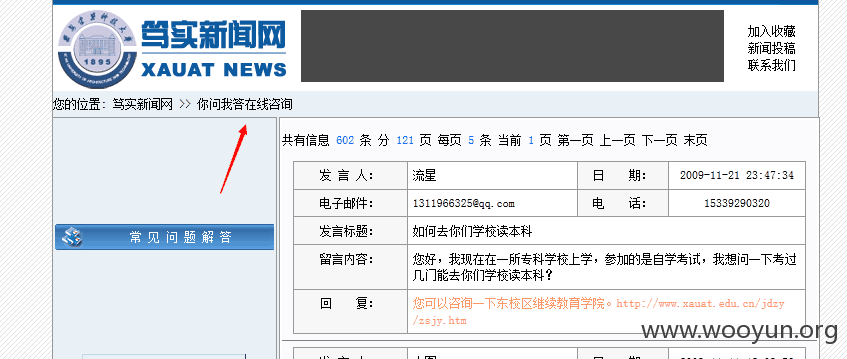 笃实新闻网
XAUAT NEWS
1895
加入收藏
新闻投稿
联系我们
您的位置：笃实新闻网 >> 你问我答在线咨询
共有信息 602 条 分 121 页 每页 5 条 当前 1 页 第一页 上一页 下一页 末页
常见问题解答
发 言 人： 流星 日 期： 2009-11-21 23:47:34
电子邮件： 1311966325@qq.com 电 话： 15339290320
发言标题： 如何去你们学校读本科
留言内容： 您好，我现在在一所专科学校上学，参加的是自学考试，我想问一下考过
几门能去你们学校读本科？
回 复： 您可以咨询一下东校区继续教育学院。http://www.xauat.edu.cn/jdzy
/zsjy.htm
www.wooyun.org